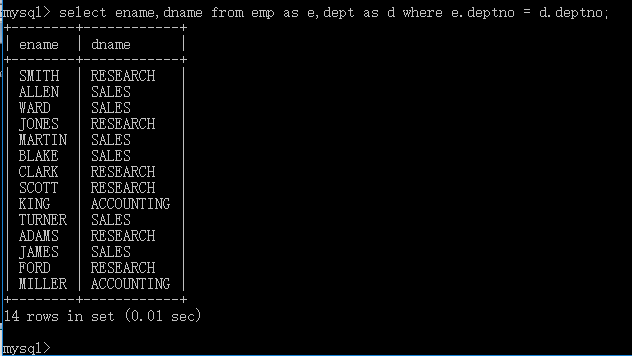 mysql> select ename,dname from emp as e,dept as d where e.deptno = d.deptno;
+--------+------------+
| ename  | dname      |
+--------+------------+
| SMITH  | RESEARCH   |
| ALLEN  | SALES      |
| WARD   | SALES      |
| JONES  | RESEARCH   |
| MARTIN | SALES      |
| BLAKE  | SALES      |
| CLARK  | RESEARCH   |
| SCOTT  | RESEARCH   |
| KING   | ACCOUNTING |
| TURNER | SALES      |
| ADAMS  | RESEARCH   |
| JAMES  | SALES      |
| FORD   | RESEARCH   |
| MILLER | ACCOUNTING |
+--------+------------+
14 rows in set (0.01 sec)
mysql>